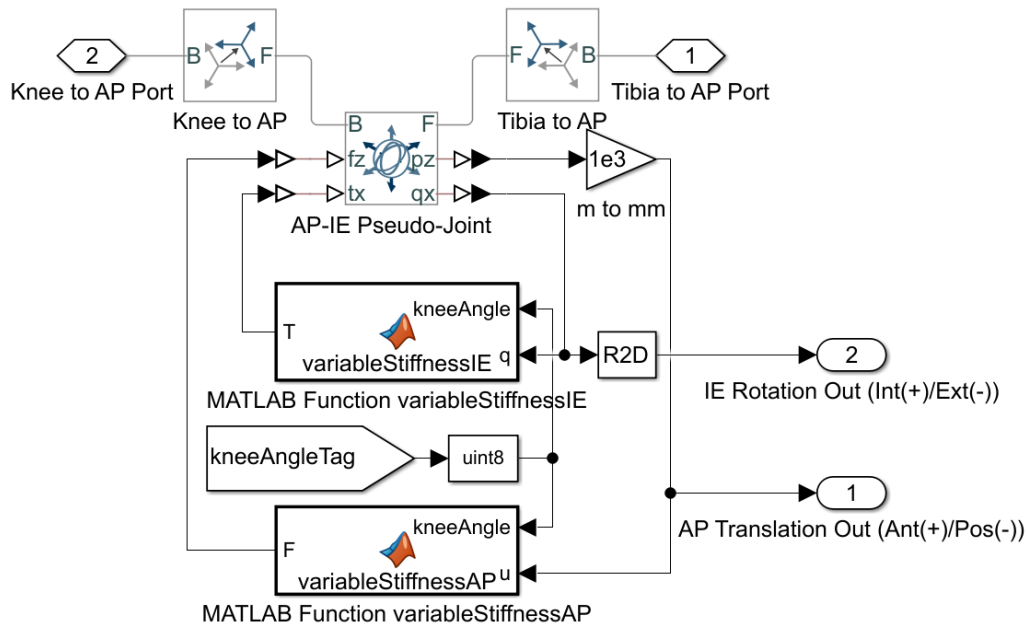 2
B
F
F
B
1
Knee to AP Port
Knee to AP
Tibia to AP
Tibia to AP Port
B
F
fz
pz
tx
qx
1e3
AP-IE Pseudo-Joint
m to mm
kneeAngle
T
variableStiffnessIE
q
R2D
2
MATLAB Function variableStiffnessIE
IE Rotation Out (Int(+)/Ext(-))
kneeAngleTag
uint8
1
AP Translation Out (Ant(+)/Pos(-))
kneeAngle
F
variableStiffnessAP
u
MATLAB Function variableStiffnessAP